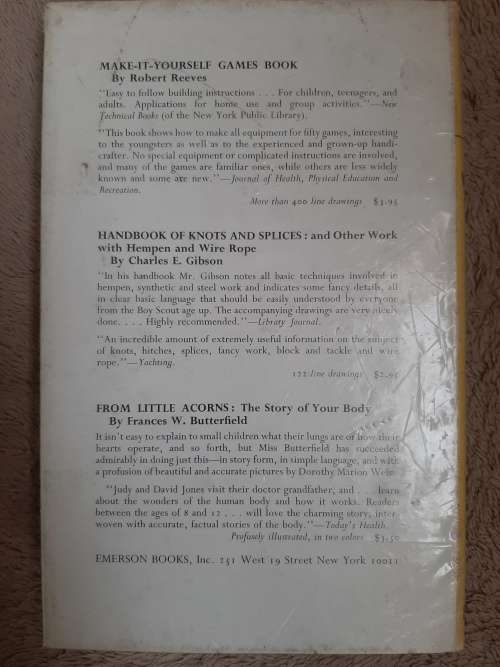 MAKE-IT-YOURSELF GAMES BOOK
By Robert Reeves
"Easy to follow building instructions . . . For children, teenagers, and
adults. Applications for home use and group activities."—New
Technical Books (of the New York Public Library).
"This book shows how to make all equipment for fifty games, interesting
to the youngsters as well as to the experienced and grown-up handi-
crafter. No special equipment or complicated instructions are involved,
and many of the games are familiar ones, while others are less widely
known and some are new."—Journal of Health, Physical Education and
Recreation.
More than 400 line drawings $3.95
HANDBOOK OF KNOTS AND SPLICES: and Other Work
with Hempen and Wire Rope
By Charles E. Gibson
"In his handbook Mr. Gibson notes all basic techniques involved in
hempen, synthetic and steel work and indicates some fancy details, all
in clear basic language that should be easily understood by everyone
from the Boy Scout age up. The accompanying drawings are very nicely
done. . . . Highly recommended."—Library Journal.
"An incredible amount of extremely useful information on the subject
of knots, hitches, splices, fancy work, block and tackle and wire
rope."—Yachting.
122 line drawings $2.95
FROM LITTLE ACORNS: The Story of Your Body
By Frances W. Butterfield
It isn't easy to explain to small children what their lungs are or how their
hearts operate, and so forth, but Miss Butterfield has succeeded
admirably in doing just this—in story form, in simple language, and with
a profusion of beautiful and accurate pictures by Dorothy Marion
"Judy and David Jones visit their doctor grandfather, and . . . learn
about the wonders of the human body and how it works. Readers
between the ages of 8 and 12 . . . will love the charming story, inter-
woven with accurate, factual stories of the body."—Today's Health.
Profusely illustrated, in two colors $3.50
EMERSON BOOKS, Inc. 251 West 19 Street New York 10011